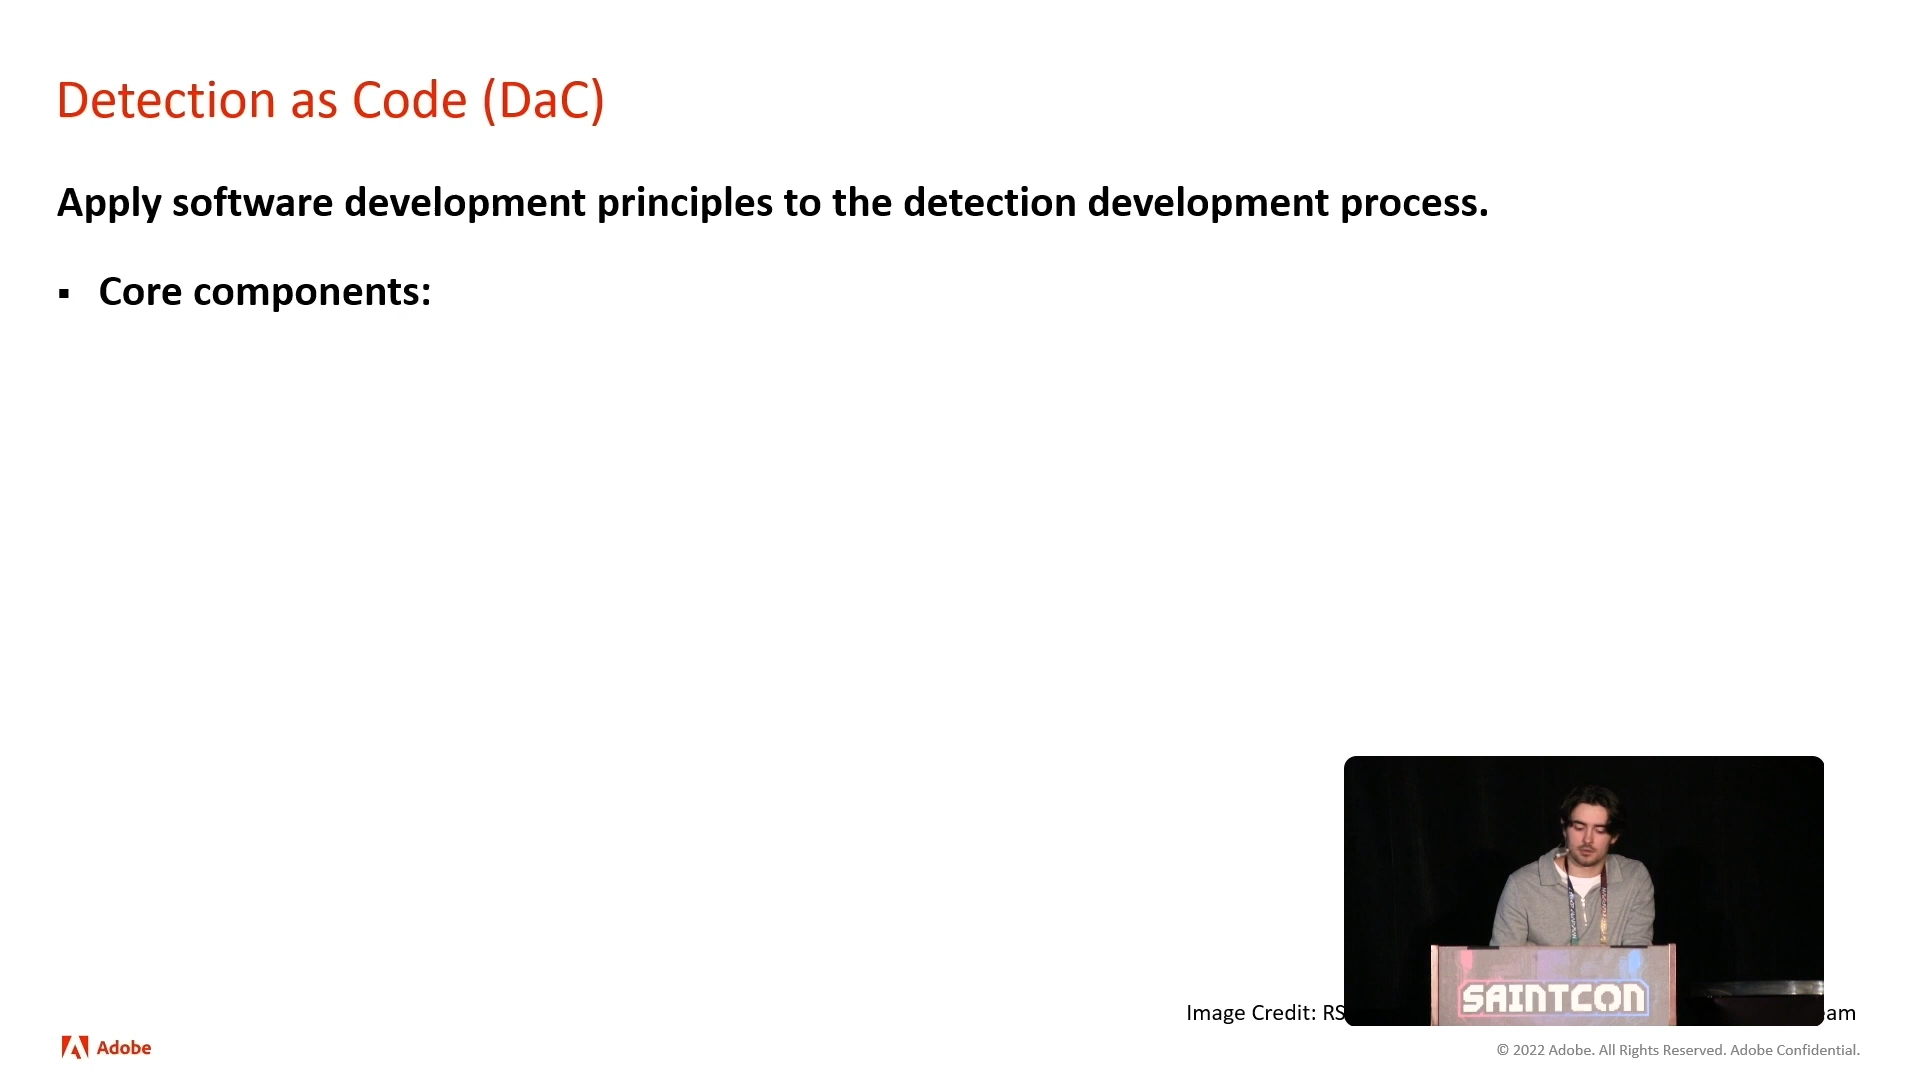 Detection as Code (DaC)
Apply software development principles to the detection development process.
▪ Core components:
SAINTCON
Image Credit: RS
eam
Adobe
© 2022 Adobe. All Rights Reserved. Adobe Confidential.